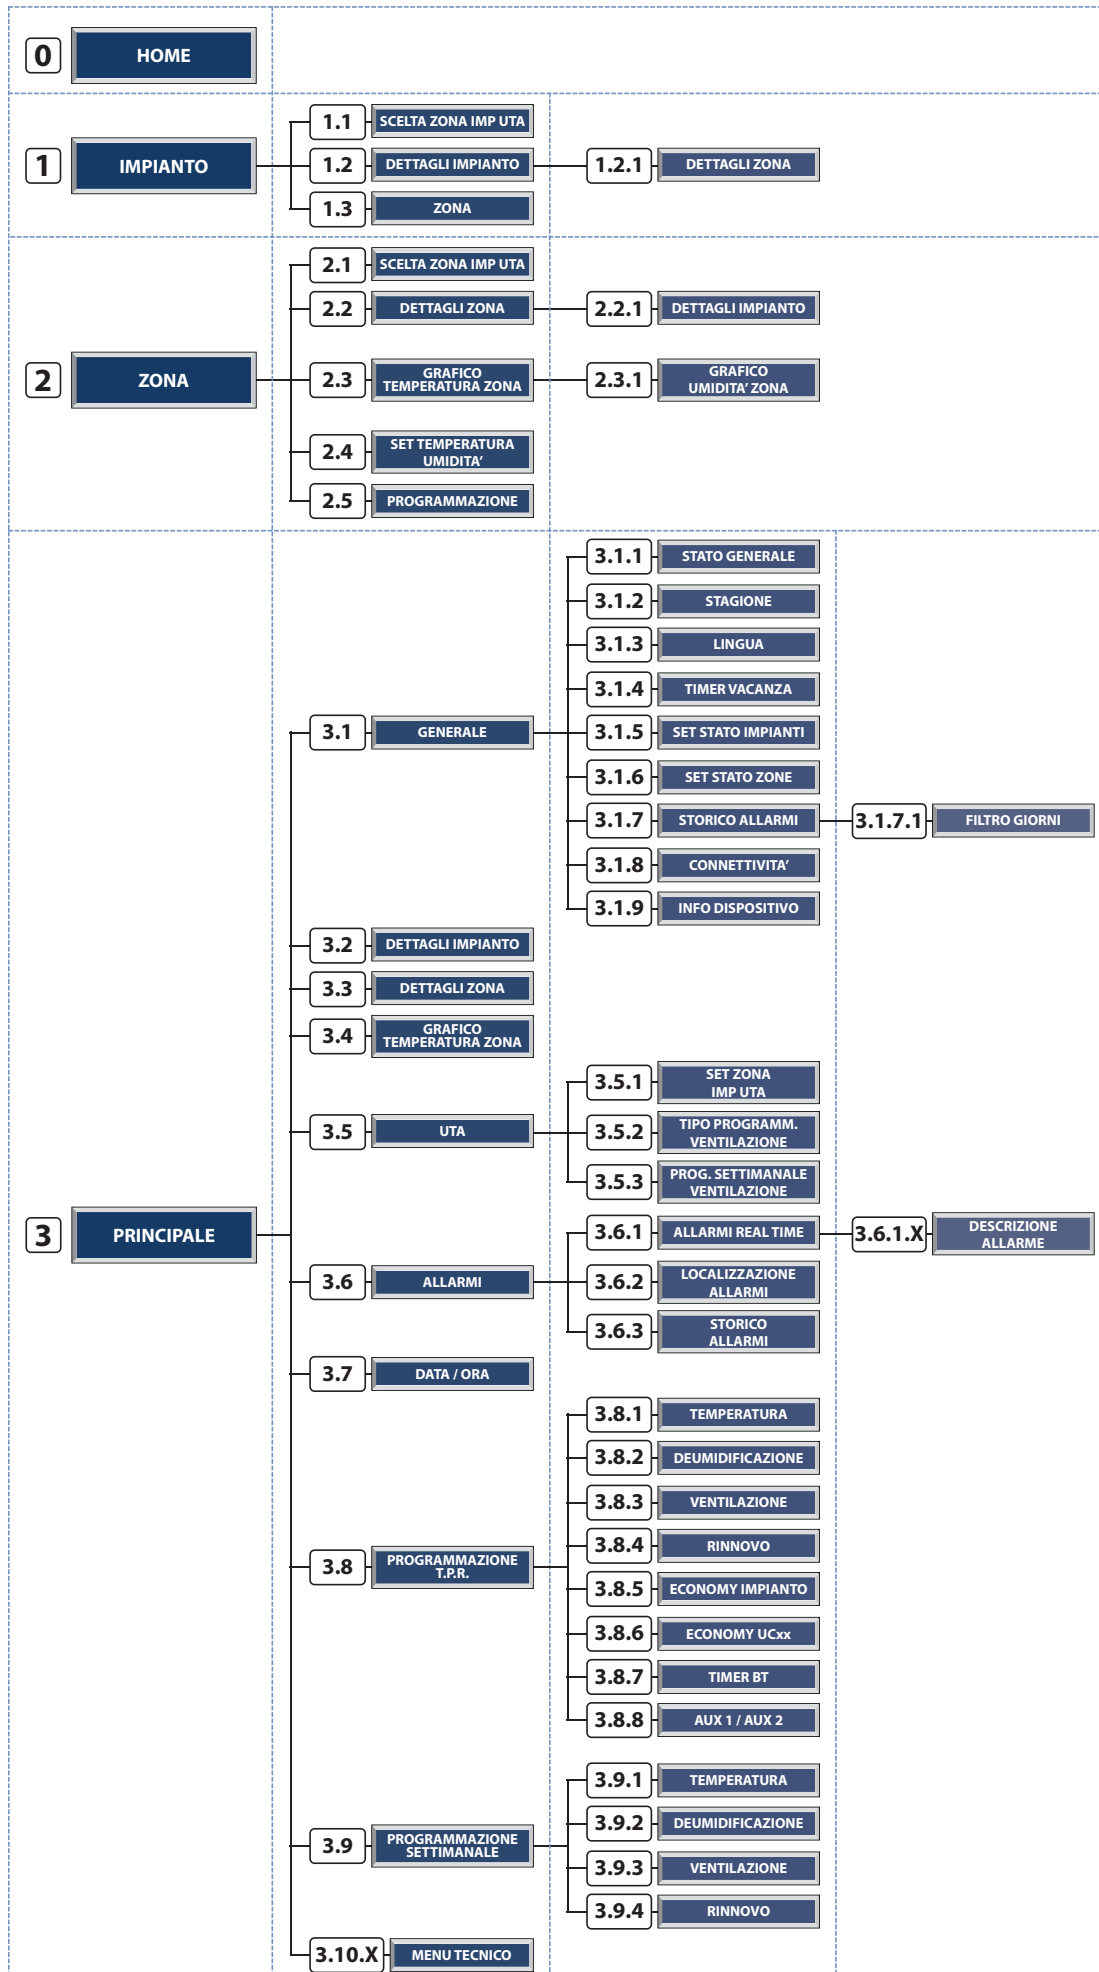 0 HOME
1 IMPIANTO
1.1 SCELTA ZONA IMP UTA
1.2 DETTAGLI IMPIANTO
1.2.1 DETTAGLI ZONA
1.3 ZONA
2 ZONA
2.1 SCELTA ZONA IMP UTA
2.2 DETTAGLI ZONA
2.2.1 DETTAGLI IMPIANTO
2.3 GRAFICO
TEMPERATURA ZONA
2.3.1 GRAFICO
UMIDITA’ ZONA
2.4 SET TEMPERATURA
UMIDITA’
2.5 PROGRAMMAZIONE
3 PRINCIPALE
3.1 GENERALE
3.1.1 STATO GENERALE
3.1.2 STAGIONE
3.1.3 LINGUA
3.1.4 TIMER VACANZA
3.1.5 SET STATO IMPIANTI
3.1.6 SET STATO ZONE
3.1.7 STORICO ALLARMI
3.1.7.1 FILTRO GIORNI
3.1.8 CONNETTIVITA’
3.1.9 INFO DISPOSITIVO
3.2 DETTAGLI IMPIANTO
3.3 DETTAGLI ZONA
3.4 GRAFICO
TEMPERATURA ZONA
3.5 UTA
3.5.1 SET ZONA
IMP UTA
3.5.2 TIPO PROGRAMM.
VENTILAZIONE
3.5.3 PROG. SETTIMANALE
VENTILAZIONE
3.6 ALLARMI
3.6.1 ALLARMI REAL TIME
3.6.1.X DESCRIZIONE
ALLARME
3.6.2 LOCALIZZAZIONE
ALLARMI
3.6.3 STORICO
ALLARMI
3.7 DATA / ORA
3.8 PROGRAMMAZIONE
T.P.R.
3.8.1 TEMPERATURA
3.8.2 DEUMIDIFICAZIONE
3.8.3 VENTILAZIONE
3.8.4 RINNOVO
3.8.5 ECONOMY IMPIANTO
3.8.6 ECONOMY UCxx
3.8.7 TIMER BT
3.8.8 AUX 1 / AUX 2
3.9 PROGRAMMAZIONE
SETTIMANALE
3.9.1 TEMPERATURA
3.9.2 DEUMIDIFICAZIONE
3.9.3 VENTILAZIONE
3.9.4 RINNOVO
3.10.X MENU TECNICO